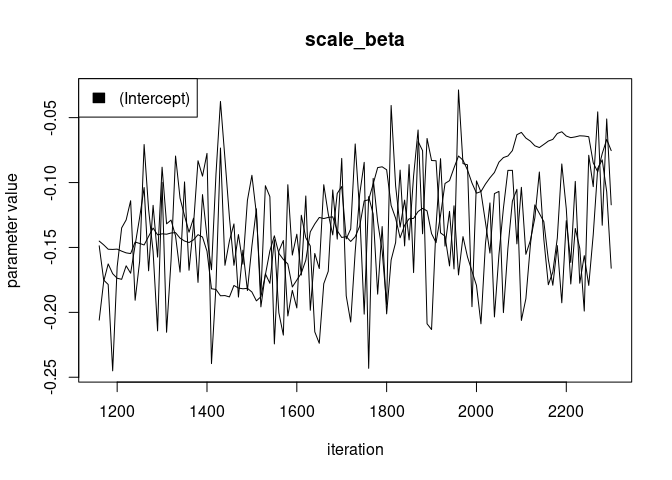 scale_beta
(Intercept)
parameter value
-0.05
-0.10
-0.15
-0.20
-0.25
1200 1400 1600 1800 2000 2200
iteration